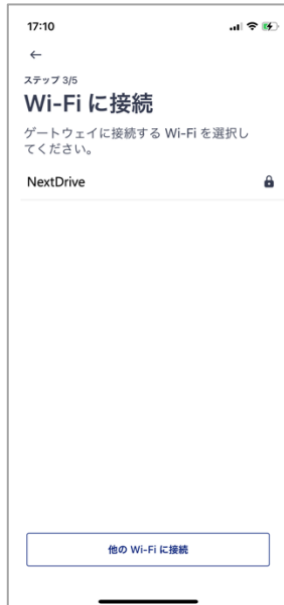 17:10
ステップ 3/5
Wi-Fi に接続
ゲートウェイに接続する Wi-Fi を選択し
てください。
NextDrive
他の Wi-Fi に接続